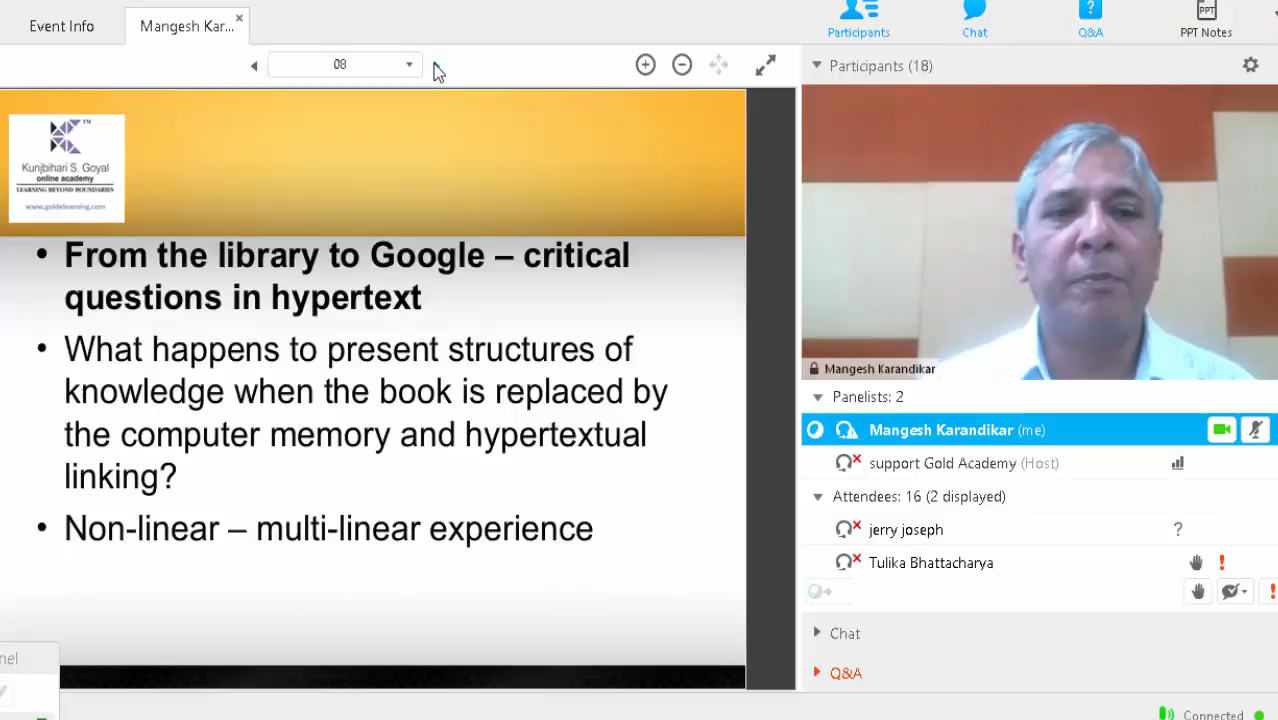 Event Info
Mangesh Kar...
Participants
Chat
Q&A
PPT Notes
08
Participants (18)
TM
Kunjbihari S. Goyal
online academy
LEARNING BEYOND BOUNDARIES
www.goldelearning.com
• From the library to Google – critical
questions in hypertext
• What happens to present structures of
knowledge when the book is replaced by
the computer memory and hypertextual
linking?
• Non-linear – multi-linear experience
Mangesh Karandikar
Panelists: 2
Mangesh Karandikar (me)
support Gold Academy (Host)
Attendees: 16 (2 displayed)
jerry joseph
?
Tulika Bhattacharya
Chat
Q&A
nel
Connected